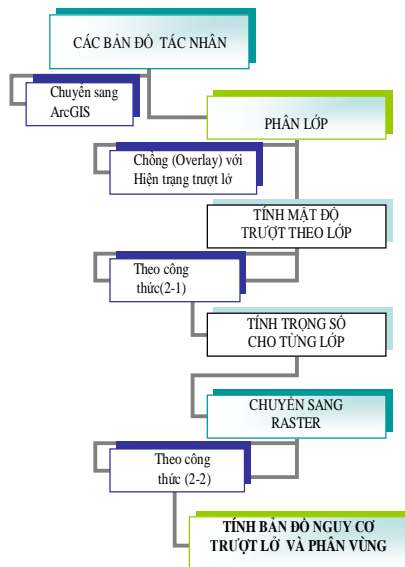 CÁC BẢN ĐỒ TÁC NHÂN
Chuyển sang
ArcGIS
PHÂN LỚP
Chồng (Overlay) với
Hiện trạng trượt lở
TÍNH MẬT ĐỘ
TRƯỢT THEO LỚP
Theo công
thức(2-1)
TÍNH TRỌNG SỐ
CHO TỪNG LỚP
CHUYỂN SANG
RASTER
Theo công
thức (2-2)
TÍNH BẢN ĐỒ NGUY CƠ
TRƯỢT LỞ VÀ PHÂN VÙNG